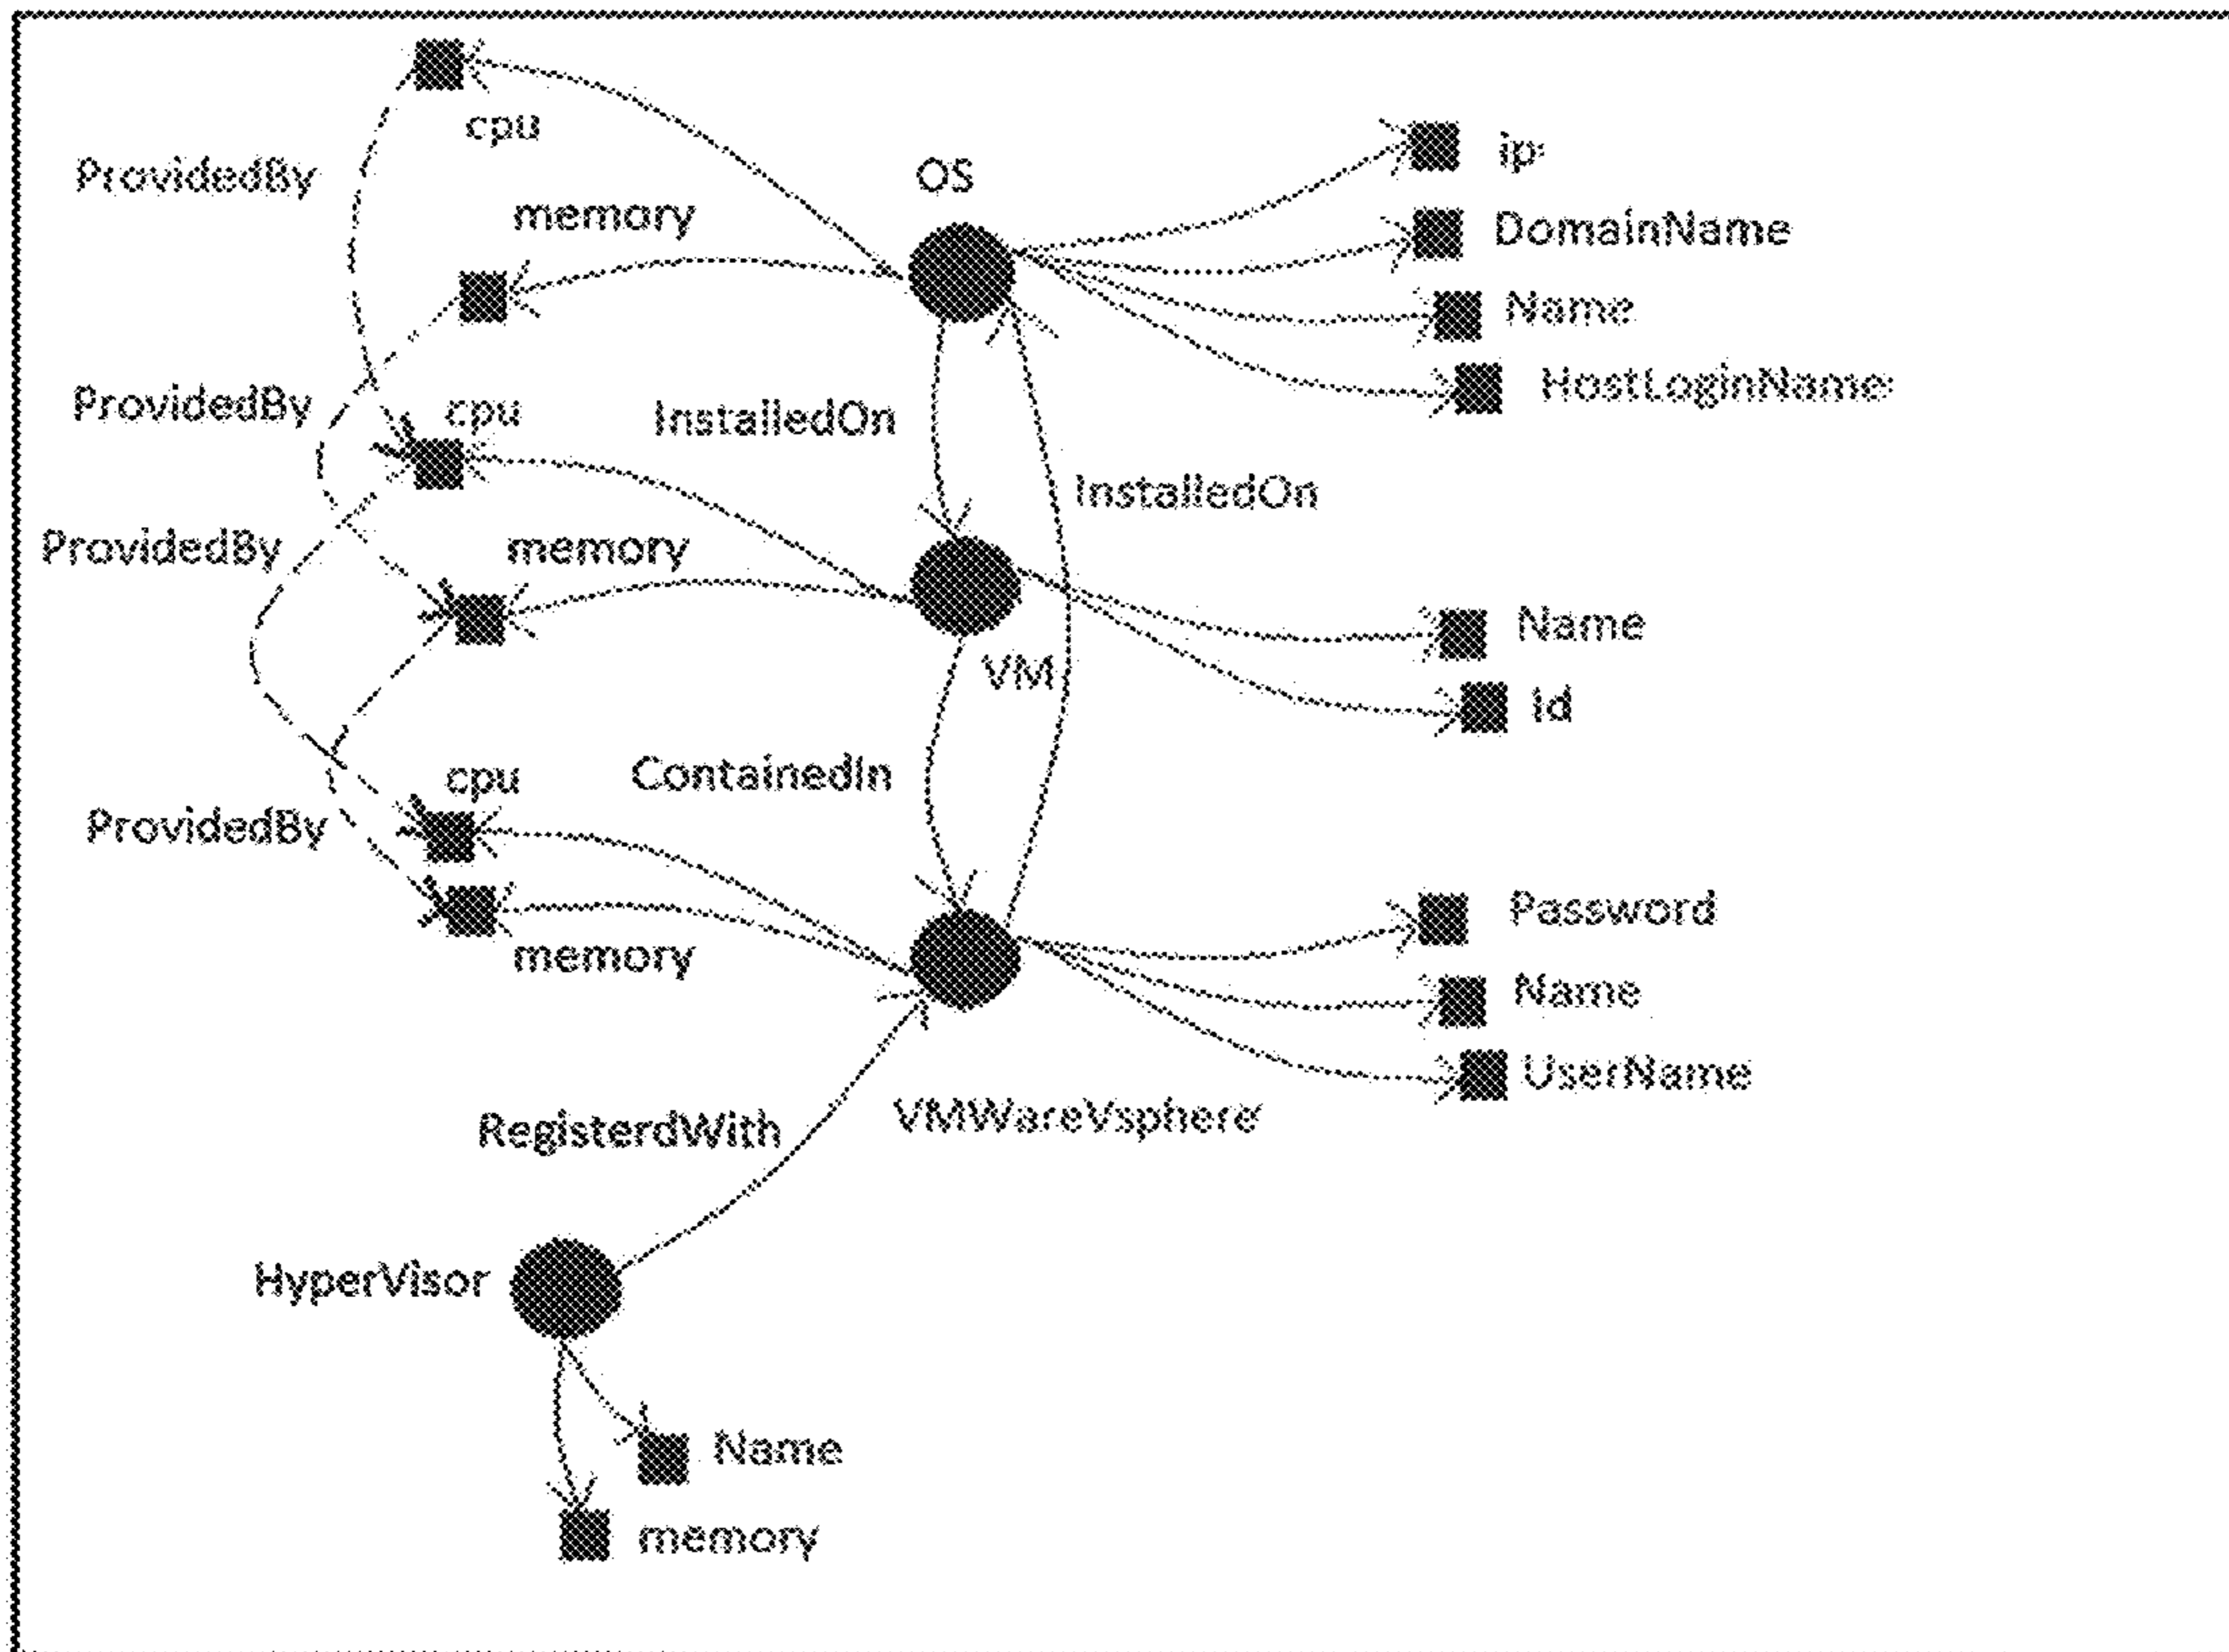 cpu
ip
ProvidedBy
OS
memory
DomainName
Name
HostLoginName
ProvidedBy
cpu
InstalledOn
InstalledOn
ProvidedBy
memory
Name
VM
Id
cpu
ContainedIn
ProvidedBy
Password
memory
Name
UserName
VMWareVsphere
RegisterdWith
HyperVisor
Name
memory